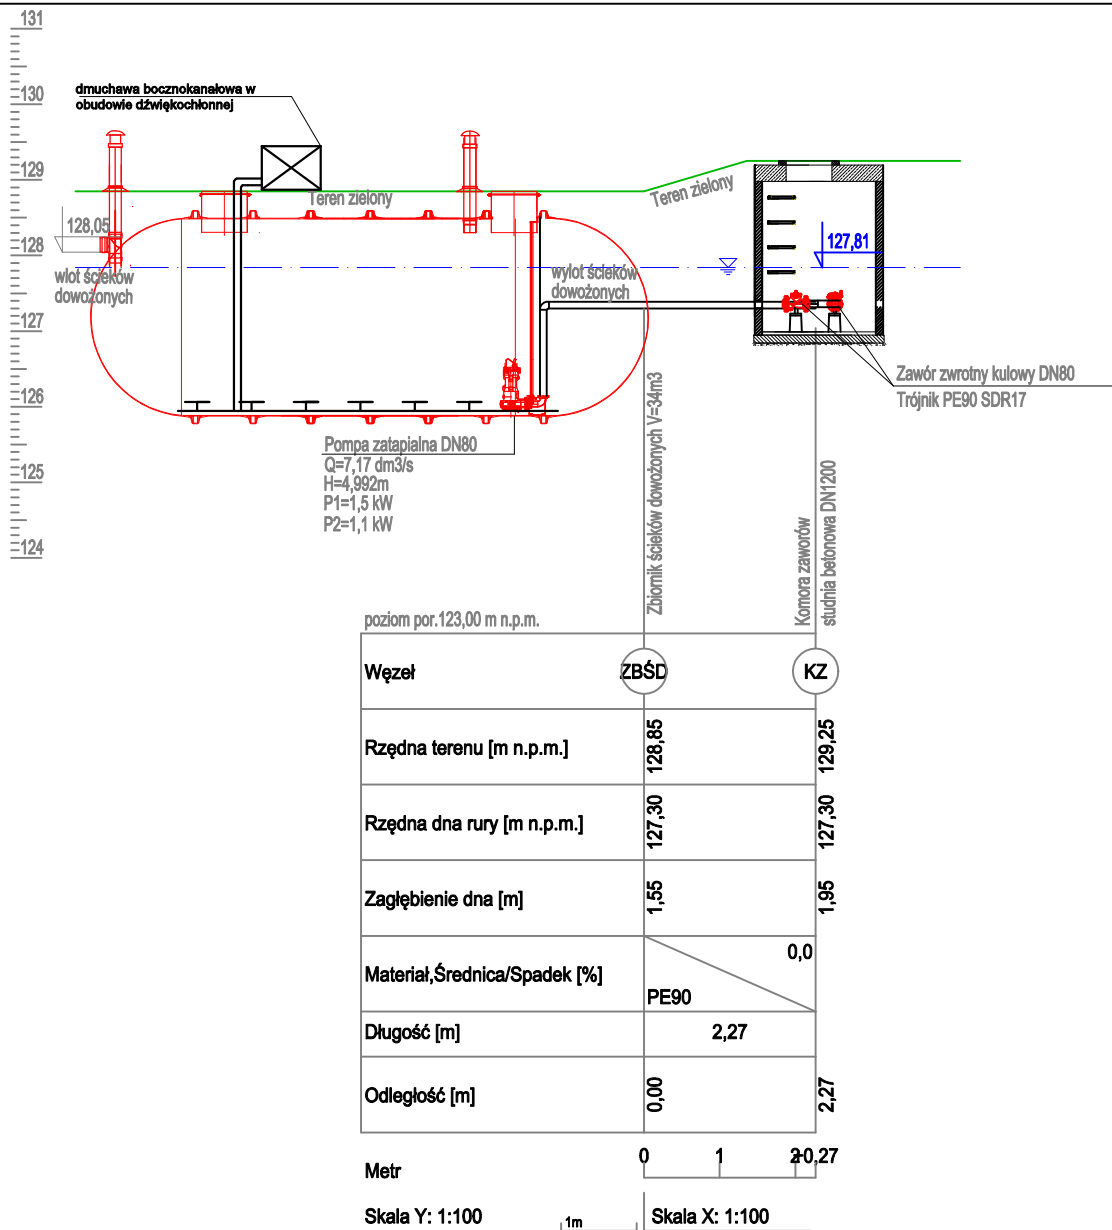 131
130
129
128
127
126
125
124
dmuchawa bocznokanałowa w
obudowie dźwiękochłonnej
Teren zielony
Teren zielony
128,05
wlot ścieków
dowożonych
wylot ścieków
dowożonych
127,81
Zawór zwrotny kulowy DN80
Trójnik PE90 SDR17
Pompa zatapialna DN80
Q=7,17 dm3/s
H=4,992m
P1=1,5 kW
P2=1,1 kW
Zbiornik ścieków dowożonych V=34m3
Komora zaworów
studnia betonowa DN1200
poziom por.123,00 m n.p.m.
Węzeł ZBŚD KZ
Rzędna terenu [m n.p.m.] 128,85 129,25
Rzędna dna rury [m n.p.m.] 127,30 127,30
Zagłębienie dna [m] 1,55 1,95
Materiał,Średnica/Spadek [%] PE90 0,0
Długość [m] 2,27
Odległość [m] 0,00 2,27
Metr 0 1 2+0,27
Skala Y: 1:100 1m Skala X: 1:100